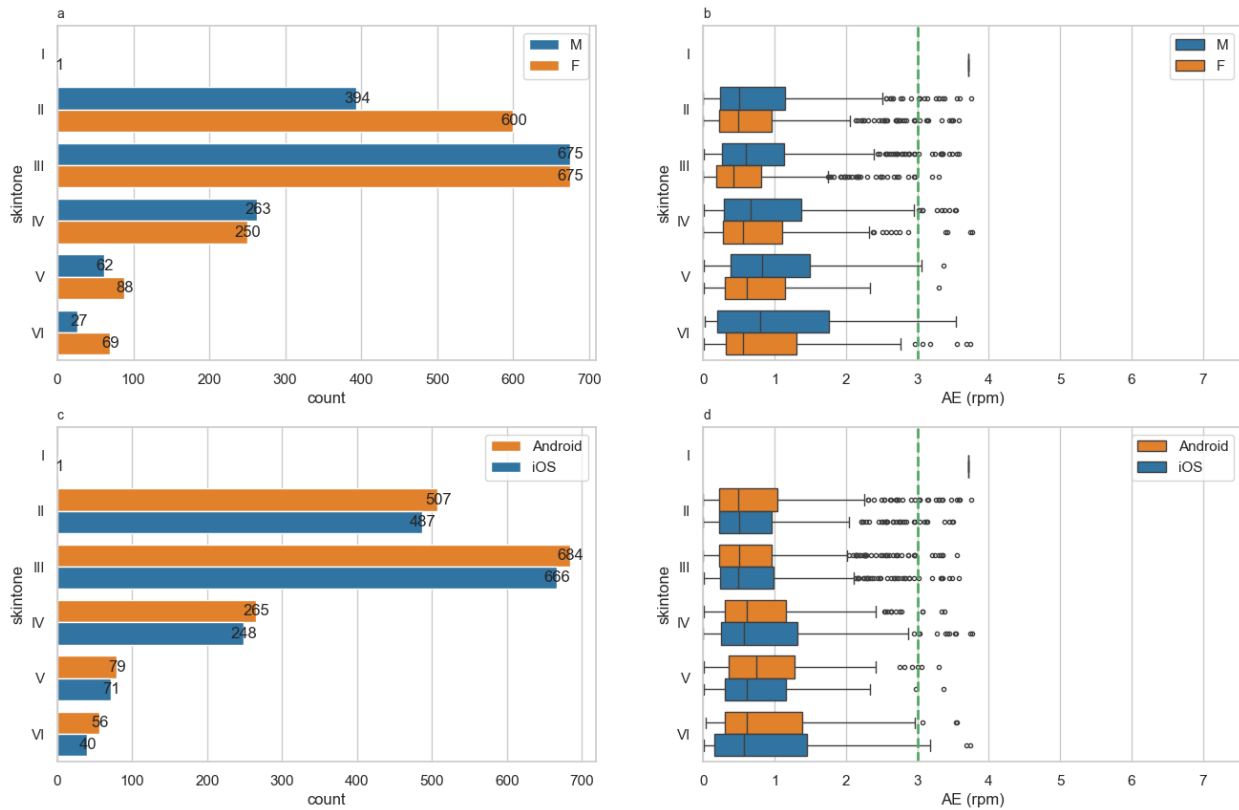 a
I
II
III
IV
V
VI
skintone
1
394
600
675
675
263
250
62
88
27
69
M
F
0 100 200 300 400 500 600 700
count
b
I
II
III
IV
V
VI
skintone
M
F
0 1 2 3 4 5 6 7
AE (rpm)
c
I
II
III
IV
V
VI
skintone
1
507
487
684
666
265
248
79
71
56
40
Android
iOS
0 100 200 300 400 500 600 700
count
d
I
II
III
IV
V
VI
skintone
Android
iOS
0 1 2 3 4 5 6 7
AE (rpm)